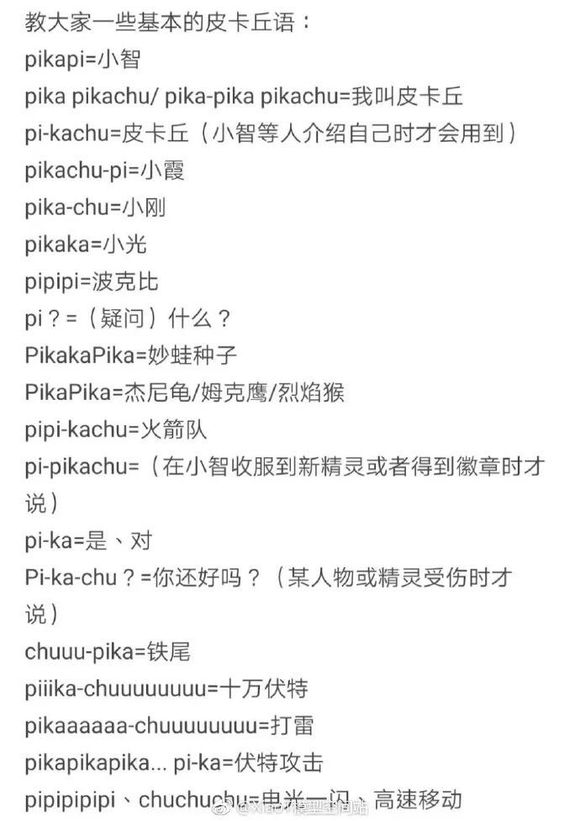 教大家一些基本的皮卡丘语：
pikapi=小智
pika pikachu/ pika-pika pikachu=我叫皮卡丘
pi-kachu=皮卡丘（小智等人介绍自己时才会用到）
pikachu-pi=小霞
pika-chu=小刚
pikaka=小光
pipipi=波克比
pi？=（疑问）什么？
PikakaPika=妙蛙种子
PikaPika=杰尼龟/姆克鹰/烈焰猴
pipi-kachu=火箭队
pi-pikachu=（在小智收服到新精灵或者得到徽章时才
说）
pi-ka=是、对
Pi-ka-chu？=你还好吗？（某人物或精灵受伤时才
说）
chuuu-pika=铁尾
piiika-chuuuuuuuu=十万伏特
pikaaaaaa-chuuuuuuuu=打雷
pikapikapika... pi-ka=伏特攻击
pipipipipi、chuchuchu=电光一闪、高速移动